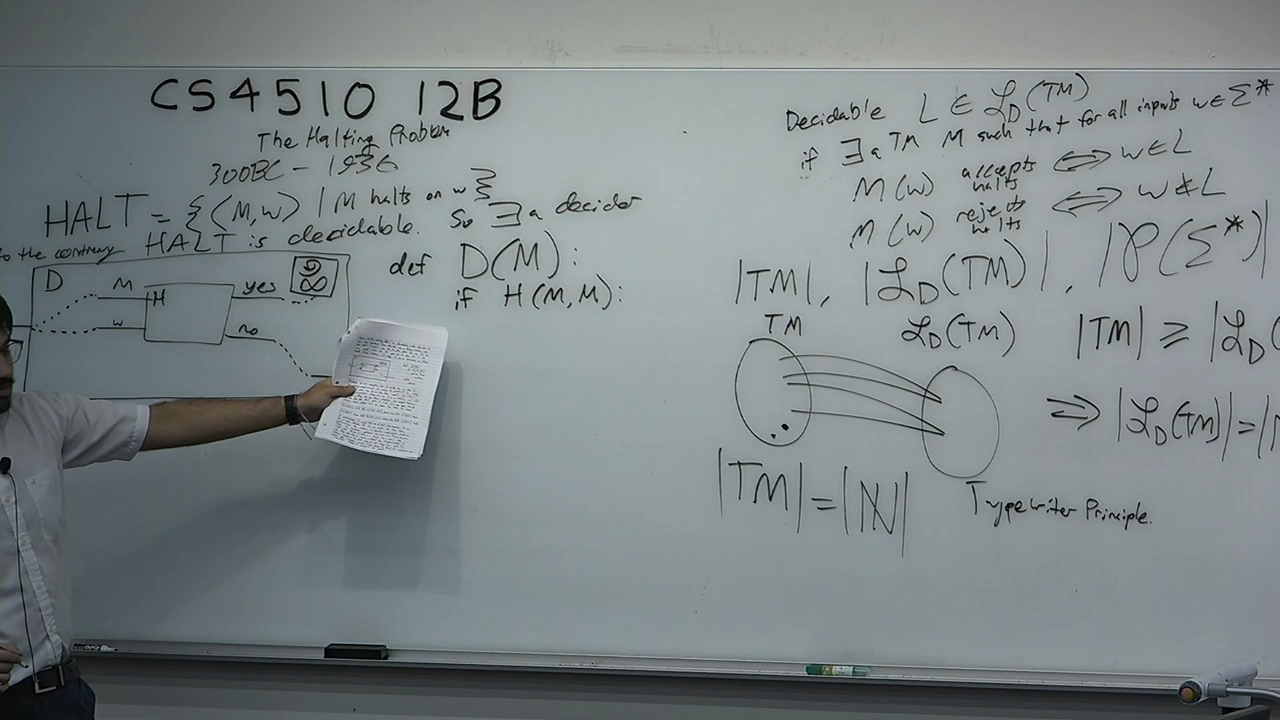 CS4510 12B
The Halting Problem
300BC - 1936
HALT = {(M,w) | M halts on w}
to the contrary HALT is decidable. So ∃ a decider
D
M
H
w
yes
no
∞
def D(M):
if H(M,M):
Decidable L ∈ ℒ_D(TM)
if ∃ a TM M such that for all inputs w∈Σ*
M(w) accepts halts ⟺ w∈L
M(w) rejects halts ⟺ w∉L
|TM|, |ℒ_D(TM)|, |𝒫(Σ*)|
TM
ℒ_D(TM)
|TM| ≥ |ℒ_D(
⇒ |ℒ_D(TM)| = |
|TM| = |ℕ|
Typewriter Principle.